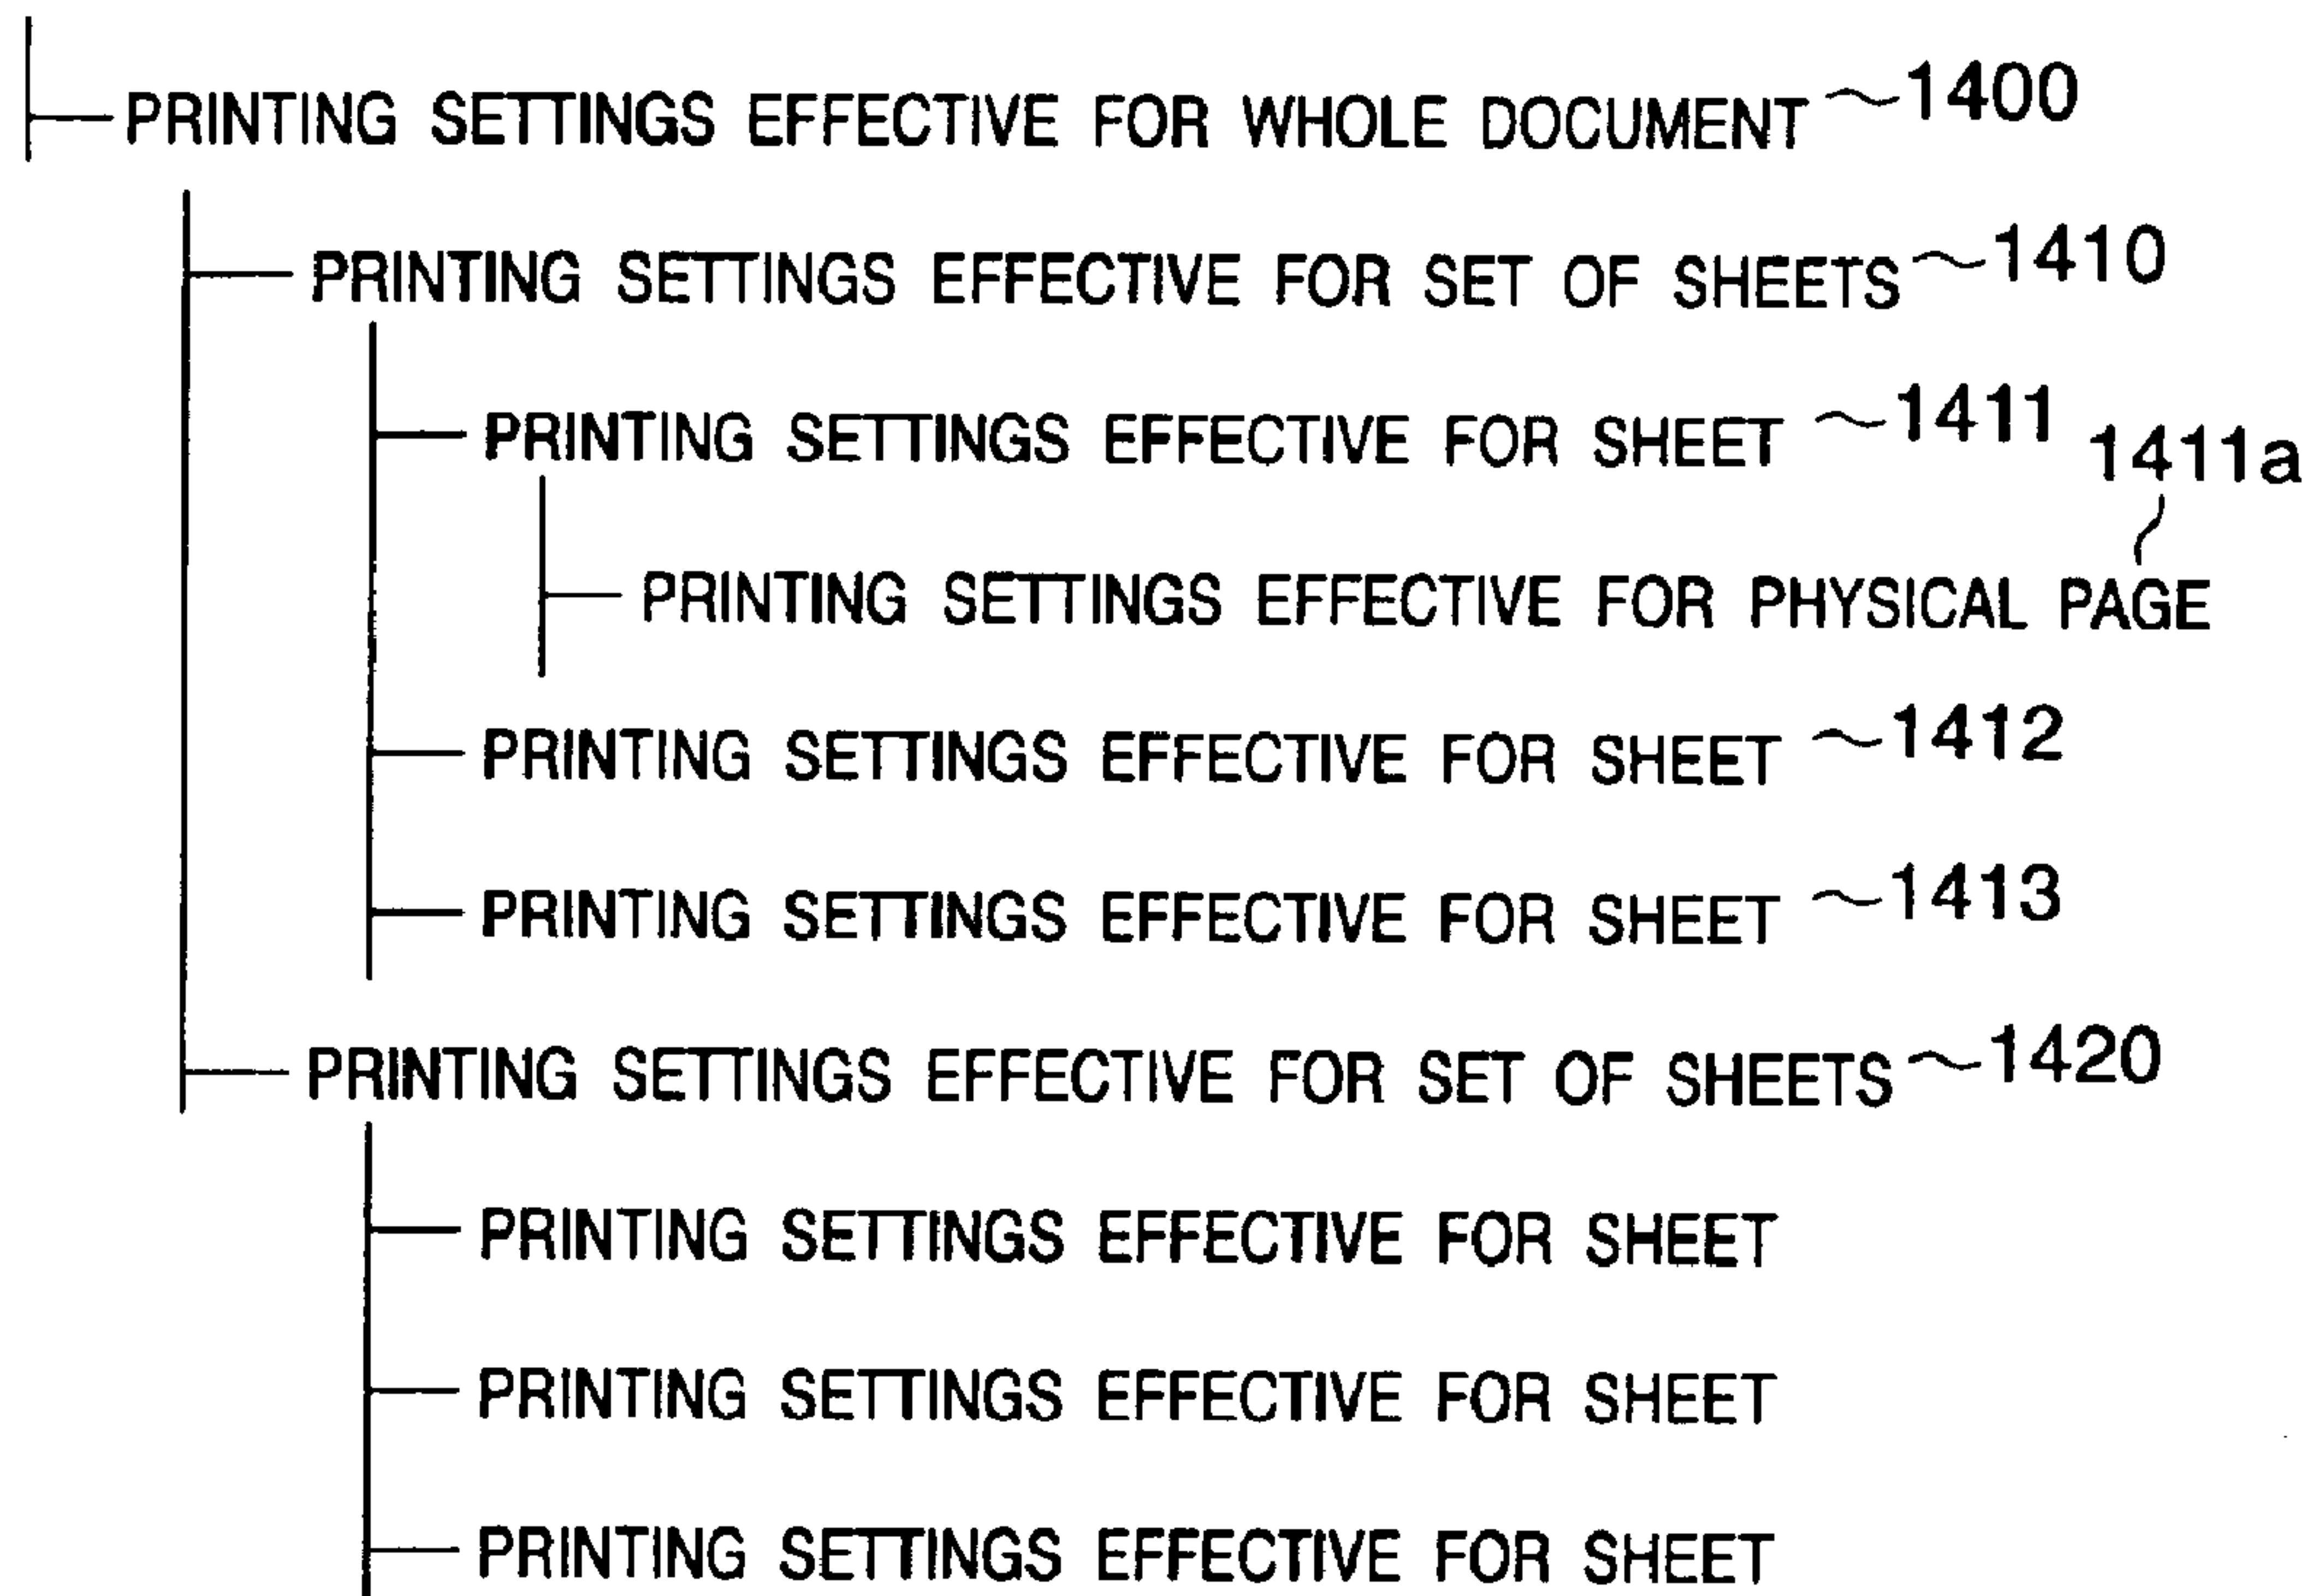 PRINTING SETTINGS EFFECTIVE FOR WHOLE DOCUMENT ~1400
PRINTING SETTINGS EFFECTIVE FOR SET OF SHEETS ~1410
PRINTING SETTINGS EFFECTIVE FOR SHEET ~1411
1411a
PRINTING SETTINGS EFFECTIVE FOR PHYSICAL PAGE
PRINTING SETTINGS EFFECTIVE FOR SHEET ~1412
PRINTING SETTINGS EFFECTIVE FOR SHEET ~1413
PRINTING SETTINGS EFFECTIVE FOR SET OF SHEETS ~1420
PRINTING SETTINGS EFFECTIVE FOR SHEET
PRINTING SETTINGS EFFECTIVE FOR SHEET
PRINTING SETTINGS EFFECTIVE FOR SHEET